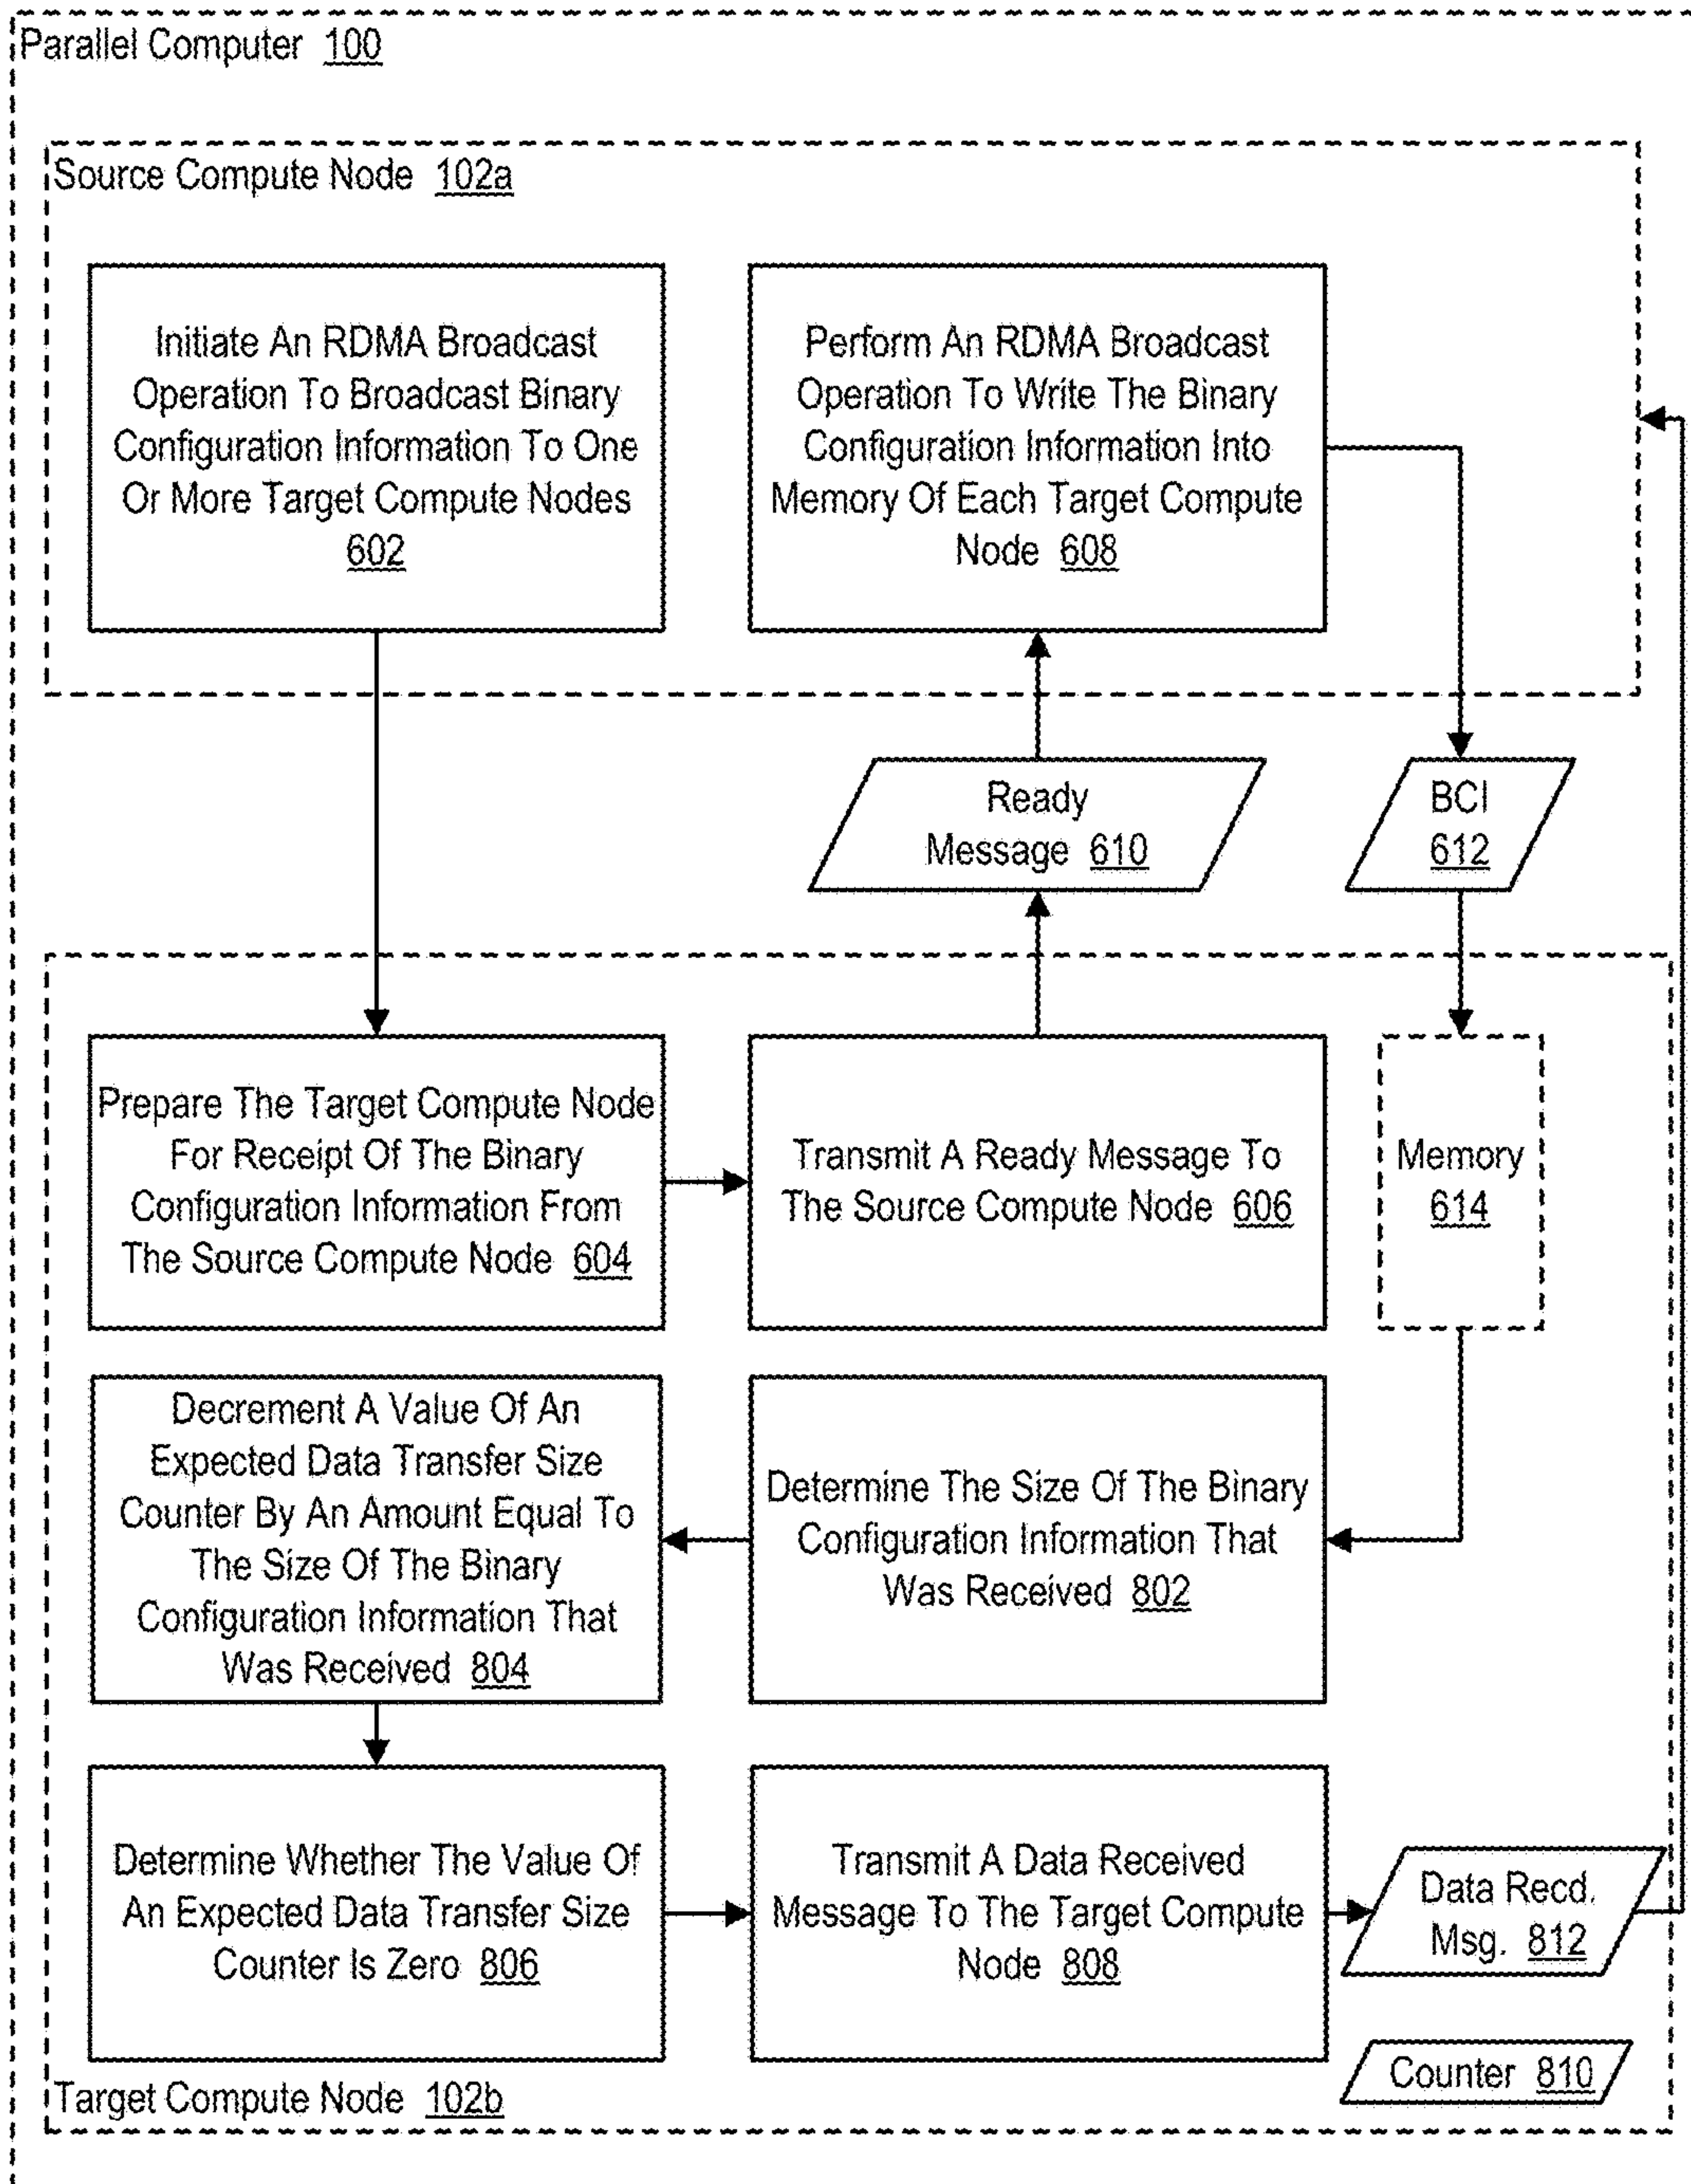 Parallel Computer 100
Source Compute Node 102a
Initiate An RDMA Broadcast
Operation To Broadcast Binary
Configuration Information To One
Or More Target Compute Nodes
602
Perform An RDMA Broadcast
Operation To Write The Binary
Configuration Information Into
Memory Of Each Target Compute
Node 608
Ready
Message 610
BCI
612
Prepare The Target Compute Node
For Receipt Of The Binary
Configuration Information From
The Source Compute Node 604
Transmit A Ready Message To
The Source Compute Node 606
Memory
614
Decrement A Value Of An
Expected Data Transfer Size
Counter By An Amount Equal To
The Size Of The Binary
Configuration Information That
Was Received 804
Determine The Size Of The Binary
Configuration Information That
Was Received 802
Determine Whether The Value Of
An Expected Data Transfer Size
Counter Is Zero 806
Transmit A Data Received
Message To The Target Compute
Node 808
Data Recd.
Msg. 812
Counter 810
Target Compute Node 102b